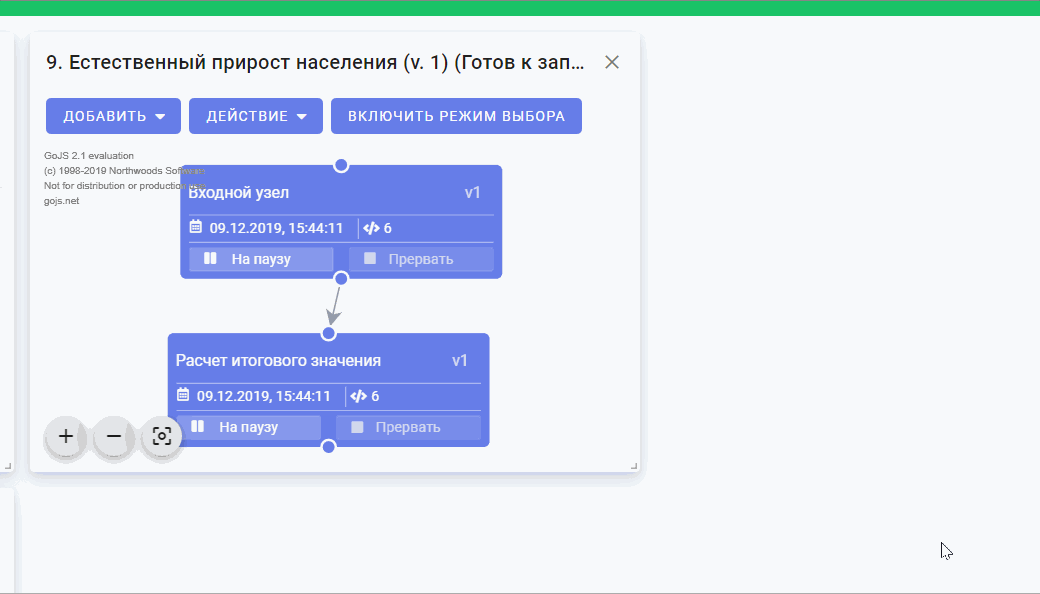 9. Естественный прирост населения (v. 1) (Готов к зап...
ДОБАВИТЬ
ДЕЙСТВИЕ
ВКЛЮЧИТЬ РЕЖИМ ВЫБОРА
GoJS 2.1 evaluation
(c) 1998-2019 Northwoods Software
Not for distribution or production use
gojs.net
Входной узел
v1
09.12.2019, 15:44:11
6
На паузу
Прервать
Расчет итогового значения
v1
09.12.2019, 15:44:11
6
На паузу
Прервать